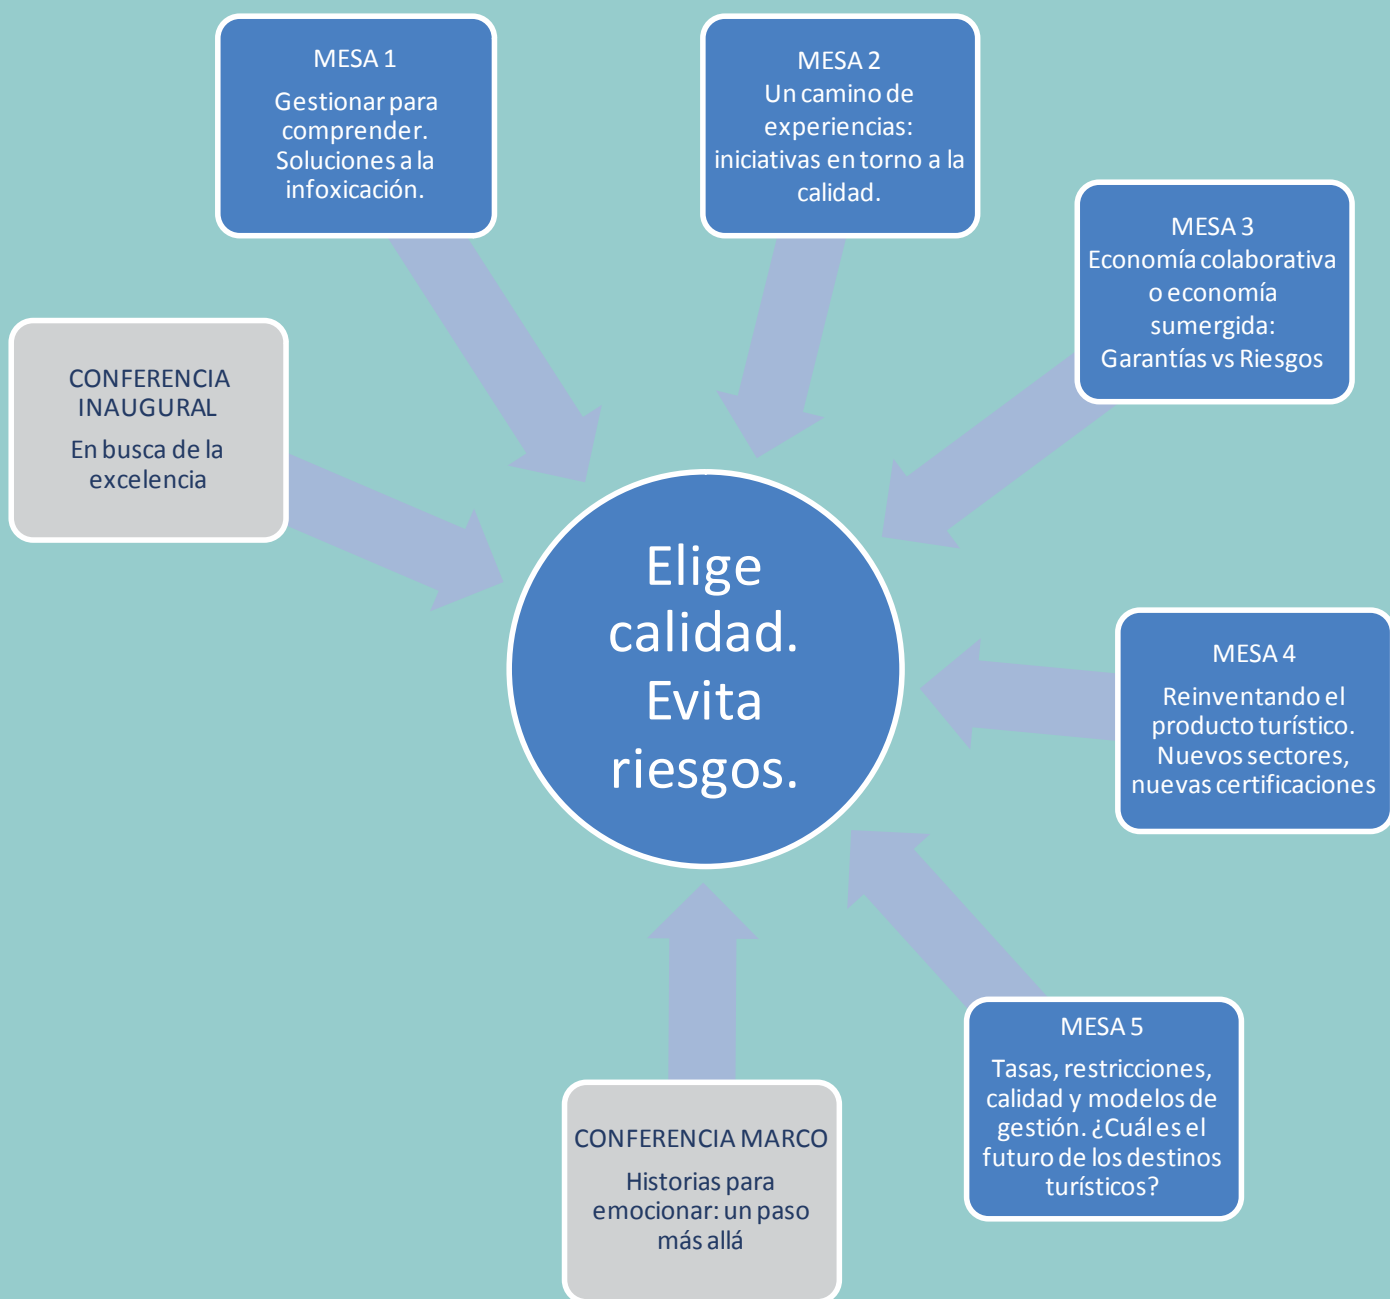 MESA 1
Gestionar para
comprender.
Soluciones a la
infoxicación.
MESA 2
Un camino de
experiencias:
iniciativas en torno a la
calidad.
MESA 3
Economía colaborativa
o economía
sumergida:
Garantías vs Riesgos
CONFERENCIA
INAUGURAL
En busca de la
excelencia
Elige
calidad.
Evita
riesgos.
MESA 4
Reinventando el
producto turístico.
Nuevos sectores,
nuevas certificaciones
MESA 5
Tasas, restricciones,
calidad y modelos de
gestión. ¿Cuál es el
futuro de los destinos
turísticos?
CONFERENCIA MARCO
Historias para
emocionar: un paso
más allá